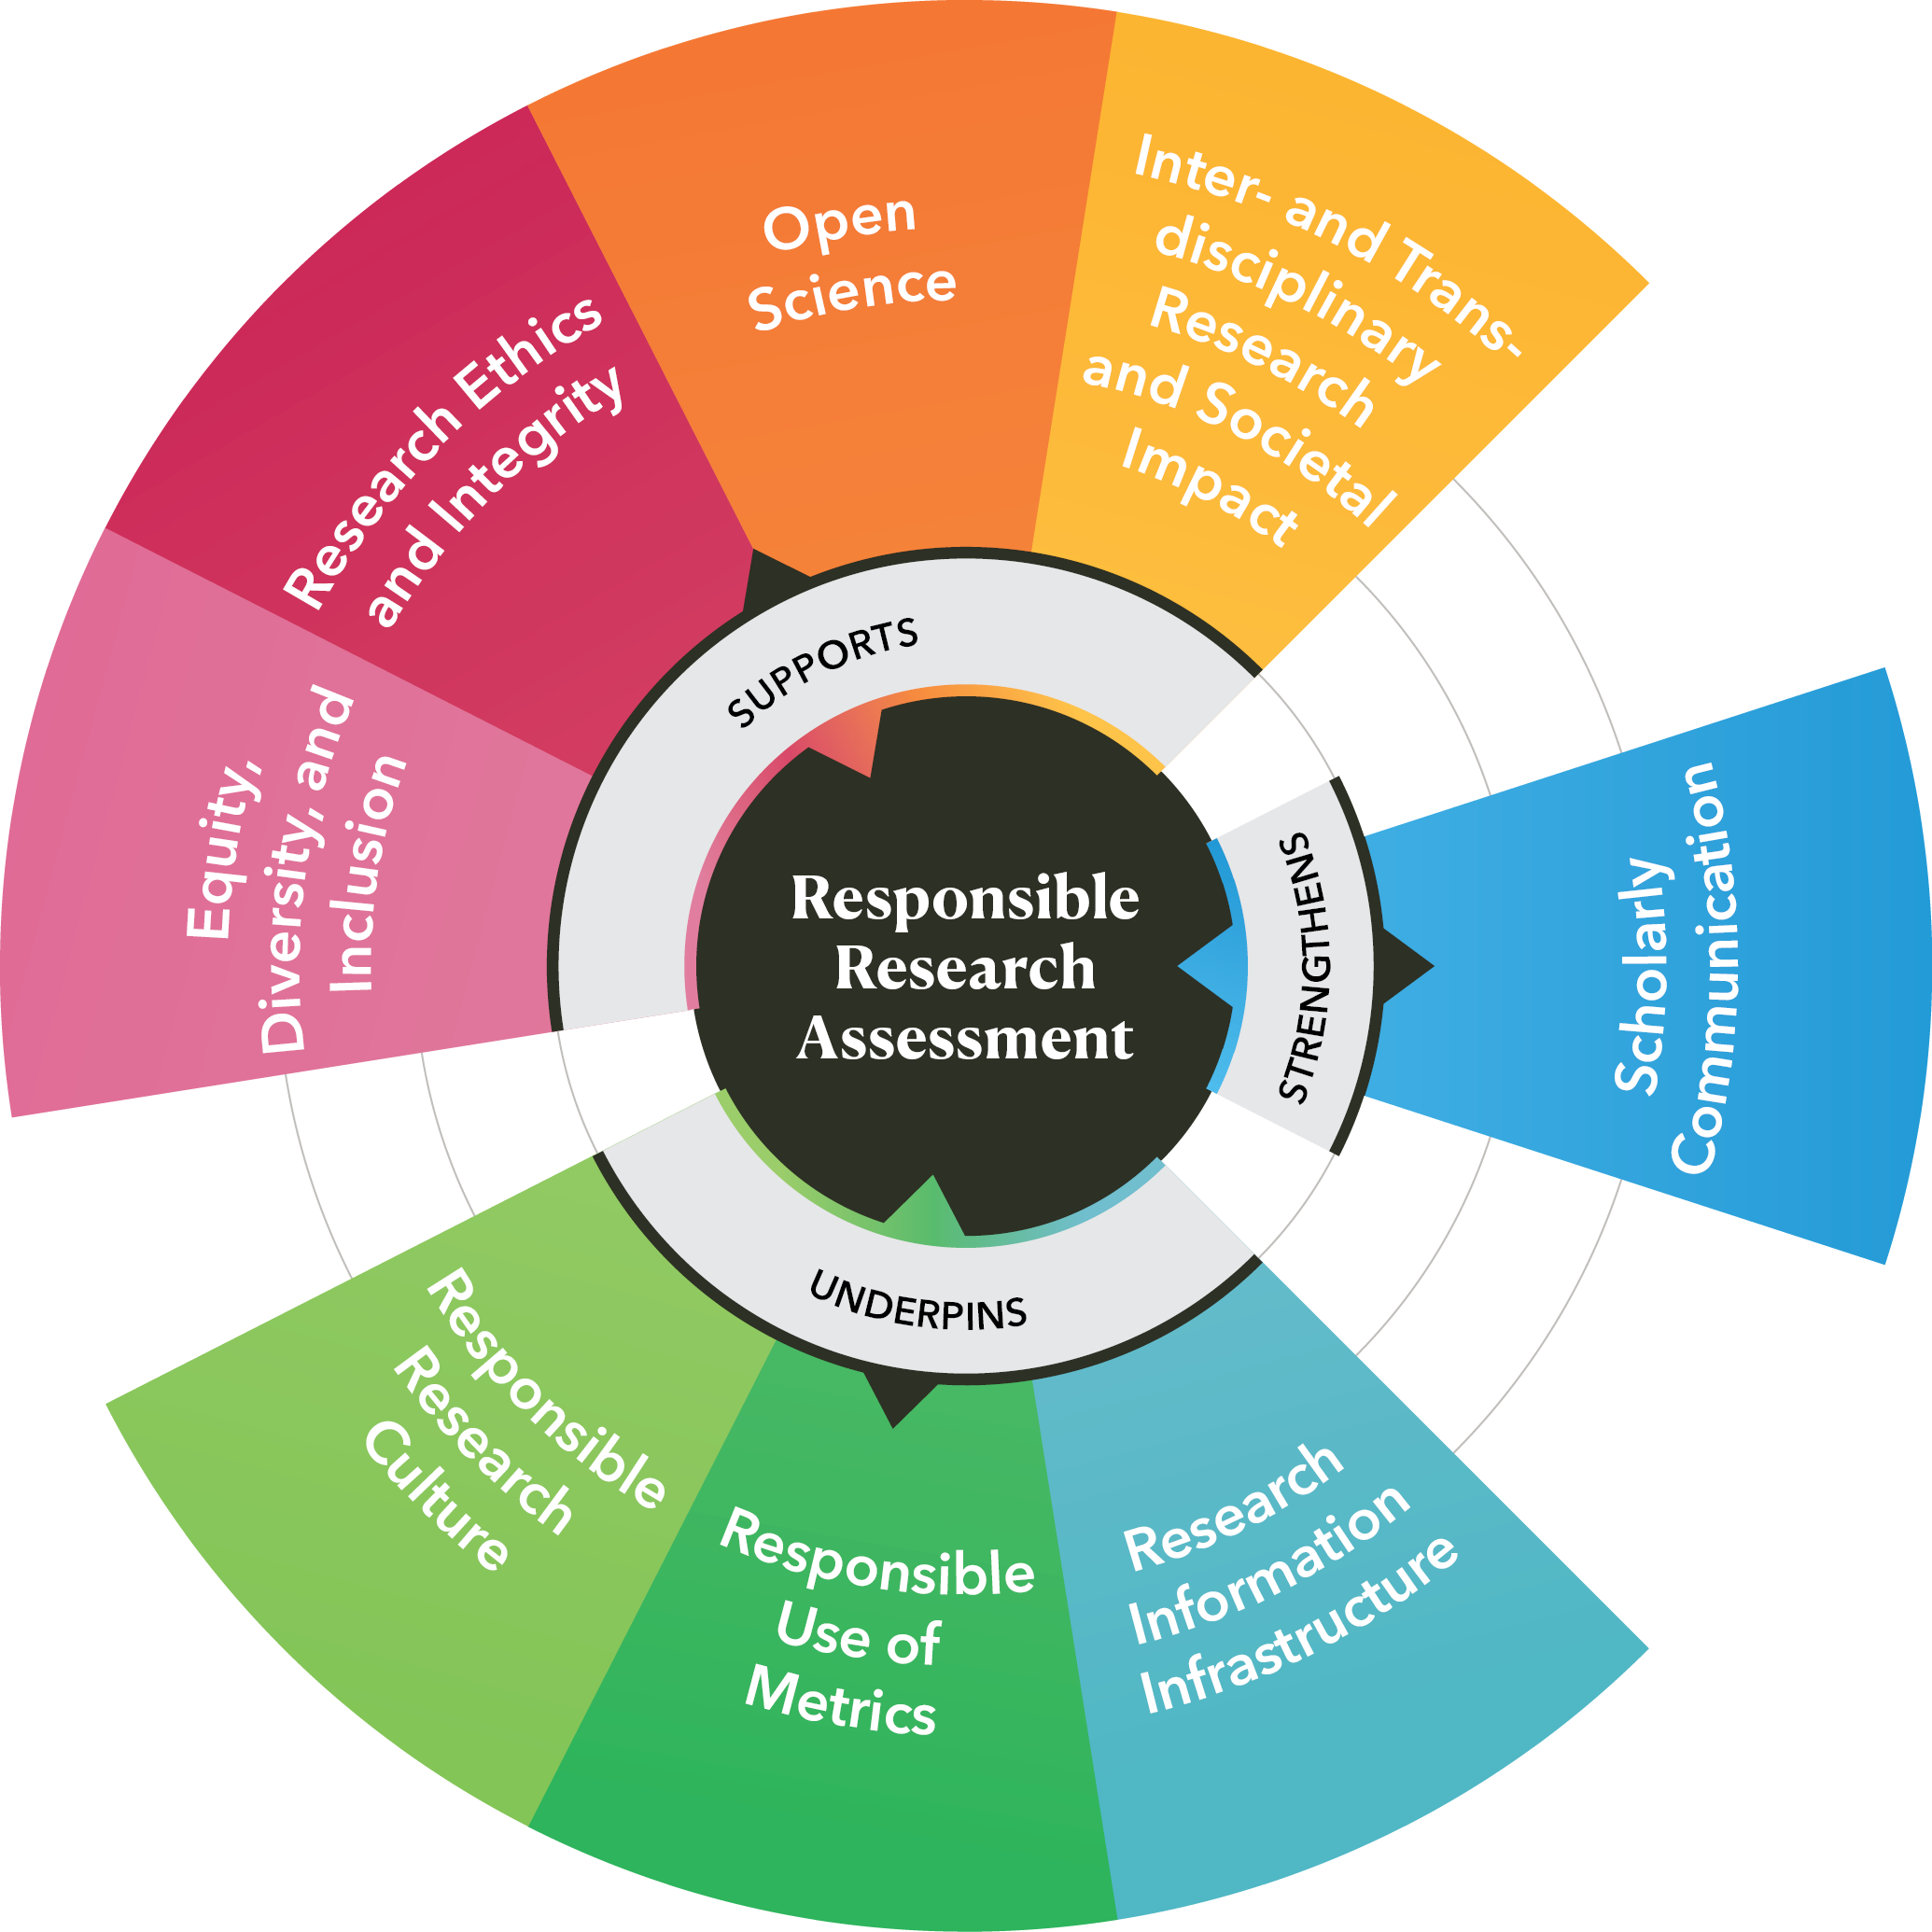 Open
Science
Inter- and Trans-
disciplinary
Research
and Societal
Impact
Research Ethics
and Integrity
Equity,
Diversity, and
Inclusion
SUPPORTS
Responsible
Research
Assessment
STRENGTHENS
Scholarly
Communication
UNDERPINS
Responsible
Research
Culture
Responsible
Use of
Metrics
Research
Information
Infrastructure